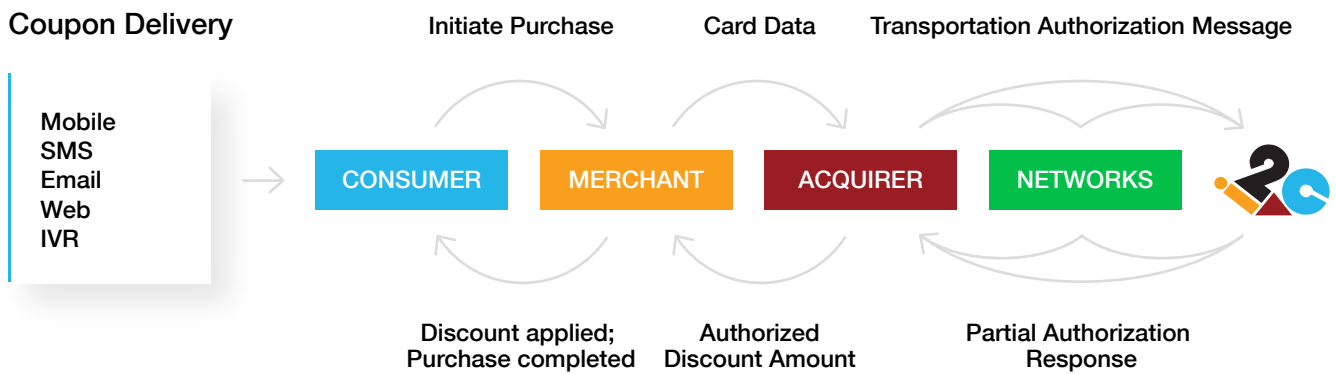 Coupon Delivery
Initiate Purchase
Card Data
Transportation Authorization Message
Mobile
SMS
Email
Web
IVR
CONSUMER
MERCHANT
ACQUIRER
NETWORKS
i2c
Discount applied;
Purchase completed
Authorized
Discount Amount
Partial Authorization
Response